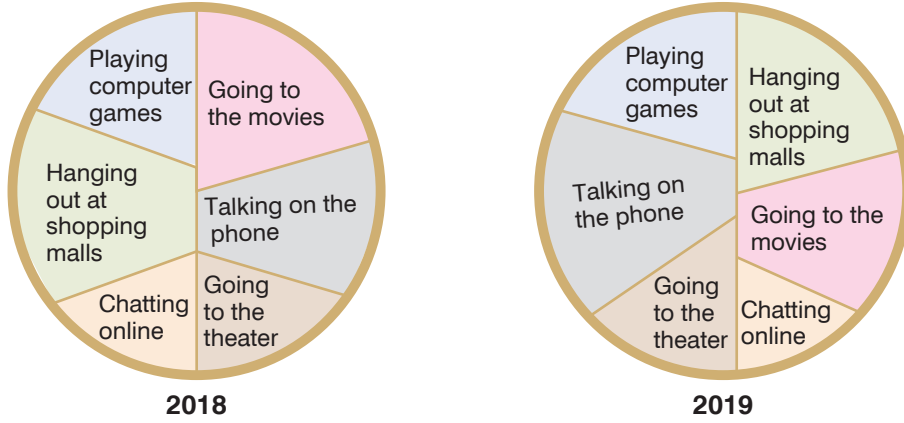 Playing
computer
games
Going to
the movies
Hanging
out at
shopping
malls
Talking on the
phone
Chatting
online
Going
to the
theater
2018
Playing
computer
games
Hanging
out at
shopping
malls
Talking on
the phone
Going to the
movies
Going
to the
theater
Chatting
online
2019